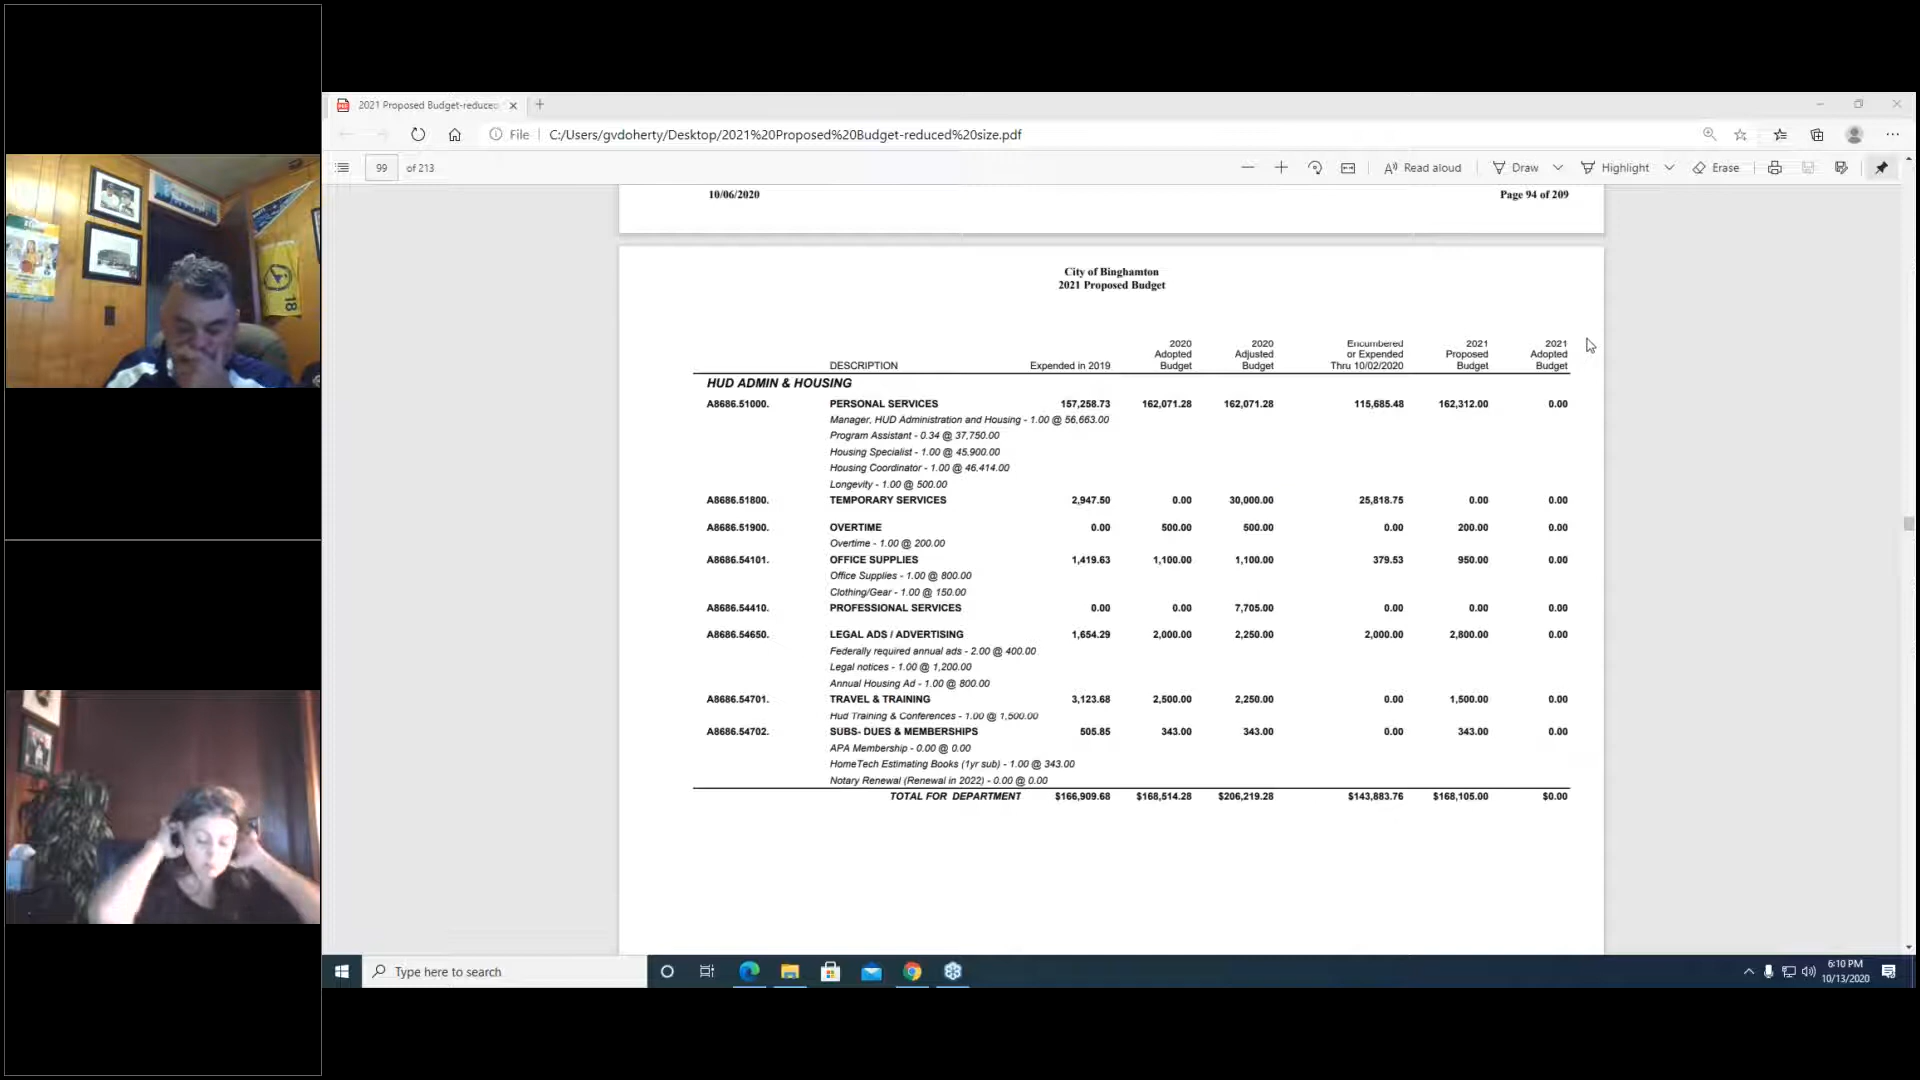 2021 Proposed Budget-reduced
File C:/Users/gvdoherty/Desktop/2021%20Proposed%20Budget-reduced%20size.pdf
99 of 213 Read aloud Draw Highlight Erase
10/06/2020 Page 94 of 209
City of Binghamton
2021 Proposed Budget
2020 2020 Encumbered 2021 2021
Adopted Adjusted or Expended Proposed Adopted
DESCRIPTION Expended in 2019 Budget Budget Thru 10/02/2020 Budget Budget
HUD ADMIN & HOUSING
A8686.51000. PERSONAL SERVICES 157,258.73 162,071.28 162,071.28 115,685.48 162,312.00 0.00
Manager, HUD Administration and Housing - 1.00 @ 56,663.00
Program Assistant - 0.34 @ 37,750.00
Housing Specialist - 1.00 @ 45,900.00
Housing Coordinator - 1.00 @ 46,414.00
Longevity - 1.00 @ 500.00
A8686.51800. TEMPORARY SERVICES 2,947.50 0.00 30,000.00 25,818.75 0.00 0.00
A8686.51900. OVERTIME 0.00 500.00 500.00 0.00 200.00 0.00
Overtime - 1.00 @ 200.00
A8686.54101. OFFICE SUPPLIES 1,419.63 1,100.00 1,100.00 379.53 950.00 0.00
Office Supplies - 1.00 @ 800.00
Clothing/Gear - 1.00 @ 150.00
A8686.54410. PROFESSIONAL SERVICES 0.00 0.00 7,705.00 0.00 0.00 0.00
A8686.54650. LEGAL ADS / ADVERTISING 1,654.29 2,000.00 2,250.00 2,000.00 2,800.00 0.00
Federally required annual ads - 2.00 @ 400.00
Legal notices - 1.00 @ 1,200.00
Annual Housing Ad - 1.00 @ 800.00
A8686.54701. TRAVEL & TRAINING 3,123.68 2,500.00 2,250.00 0.00 1,500.00 0.00
Hud Training & Conferences - 1.00 @ 1,500.00
A8686.54702. SUBS- DUES & MEMBERSHIPS 505.85 343.00 343.00 0.00 343.00 0.00
APA Membership - 0.00 @ 0.00
HomeTech Estimating Books (1yr sub) - 1.00 @ 343.00
Notary Renewal (Renewal in 2022) - 0.00 @ 0.00
TOTAL FOR DEPARTMENT $166,909.68 $168,514.28 $206,219.28 $143,883.76 $168,105.00 $0.00
Type here to search
6:10 PM
10/13/2020
18